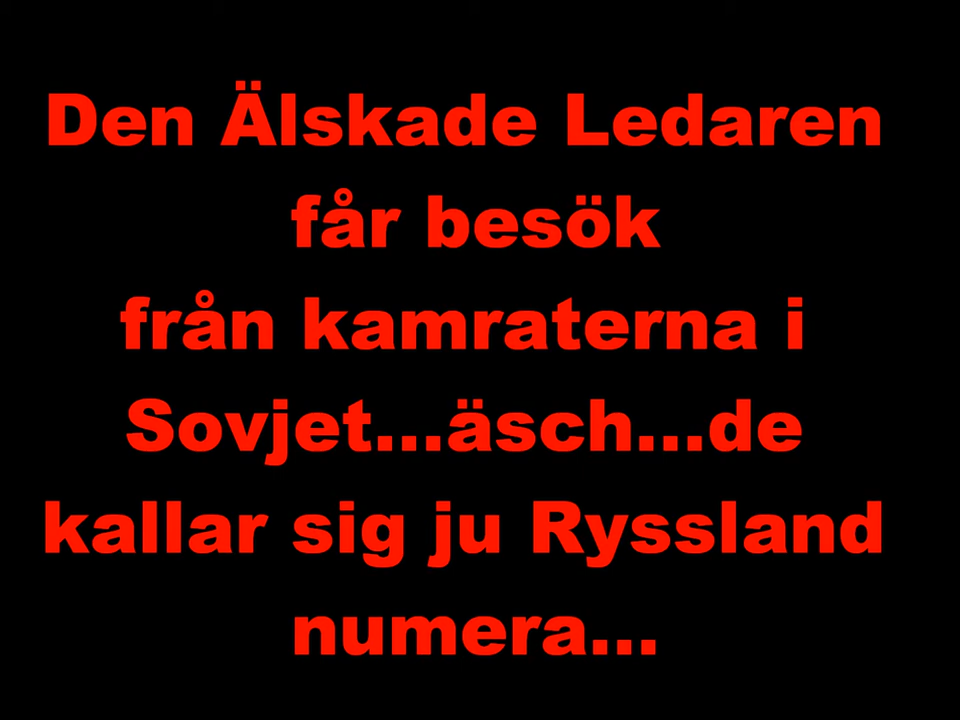 Den Älskade Ledaren
får besök
från kamraterna i
Sovjet...äsch...de
kallar sig ju Ryssland
numera...